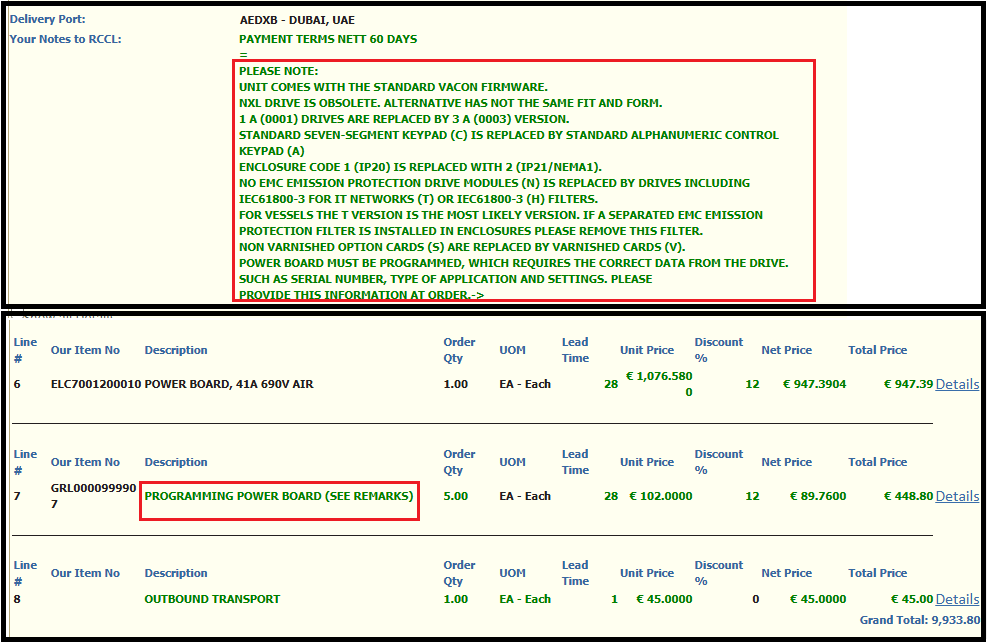 Delivery Port: AEDXB - DUBAI, UAE
Your Notes to RCCL: PAYMENT TERMS NETT 60 DAYS
=
PLEASE NOTE:
UNIT COMES WITH THE STANDARD VACON FIRMWARE.
NXL DRIVE IS OBSOLETE. ALTERNATIVE HAS NOT THE SAME FIT AND FORM.
1 A (0001) DRIVES ARE REPLACED BY 3 A (0003) VERSION.
STANDARD SEVEN-SEGMENT KEYPAD (C) IS REPLACED BY STANDARD ALPHANUMERIC CONTROL
KEYPAD (A)
ENCLOSURE CODE 1 (IP20) IS REPLACED WITH 2 (IP21/NEMA1).
NO EMC EMISSION PROTECTION DRIVE MODULES (N) IS REPLACED BY DRIVES INCLUDING
IEC61800-3 FOR IT NETWORKS (T) OR IEC61800-3 (H) FILTERS.
FOR VESSELS THE T VERSION IS THE MOST LIKELY VERSION. IF A SEPARATED EMC EMISSION
PROTECTION FILTER IS INSTALLED IN ENCLOSURES PLEASE REMOVE THIS FILTER.
NON VARNISHED OPTION CARDS (S) ARE REPLACED BY VARNISHED CARDS (V).
POWER BOARD MUST BE PROGRAMMED, WHICH REQUIRES THE CORRECT DATA FROM THE DRIVE.
SUCH AS SERIAL NUMBER, TYPE OF APPLICATION AND SETTINGS. PLEASE
PROVIDE THIS INFORMATION AT ORDER.->
Line # Our Item No Description Order Qty UOM Lead Time Unit Price Discount % Net Price Total Price
6 ELC7001200010 POWER BOARD, 41A 690V AIR 1.00 EA - Each 28 € 1,076.5800 12 € 947.3904 € 947.39 Details
Line # Our Item No Description Order Qty UOM Lead Time Unit Price Discount % Net Price Total Price
7 GRL0000999907 PROGRAMMING POWER BOARD (SEE REMARKS) 5.00 EA - Each 28 € 102.0000 12 € 89.7600 € 448.80 Details
Line # Our Item No Description Order Qty UOM Lead Time Unit Price Discount % Net Price Total Price
8 OUTBOUND TRANSPORT 1.00 EA - Each 1 € 45.0000 0 € 45.0000 € 45.00 Details
Grand Total: 9,933.80